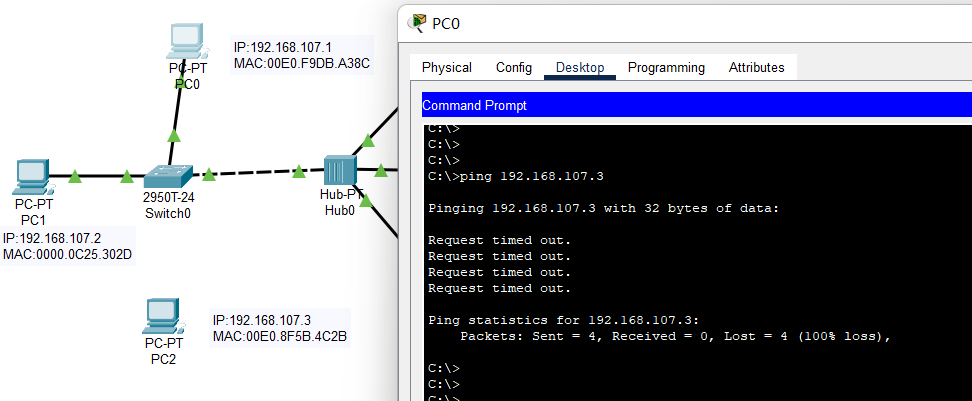 PC0
Physical
Config
Desktop
Programming
Attributes
Command Prompt
C:\>
C:\>
C:\>
C:\>ping 192.168.107.3
Pinging 192.168.107.3 with 32 bytes of data:
Request timed out.
Request timed out.
Request timed out.
Request timed out.
Ping statistics for 192.168.107.3:
Packets: Sent = 4, Received = 0, Lost = 4 (100% loss),
C:\>
C:\>
C:\>
IP:192.168.107.1
MAC:00E0.F9DB.A38C
PC-PT
PC0
PC-PT
PC1
IP:192.168.107.2
MAC:0000.0C25.302D
2950T-24
Switch0
Hub-PT
Hub0
PC-PT
PC2
IP:192.168.107.3
MAC:00E0.8F5B.4C2B